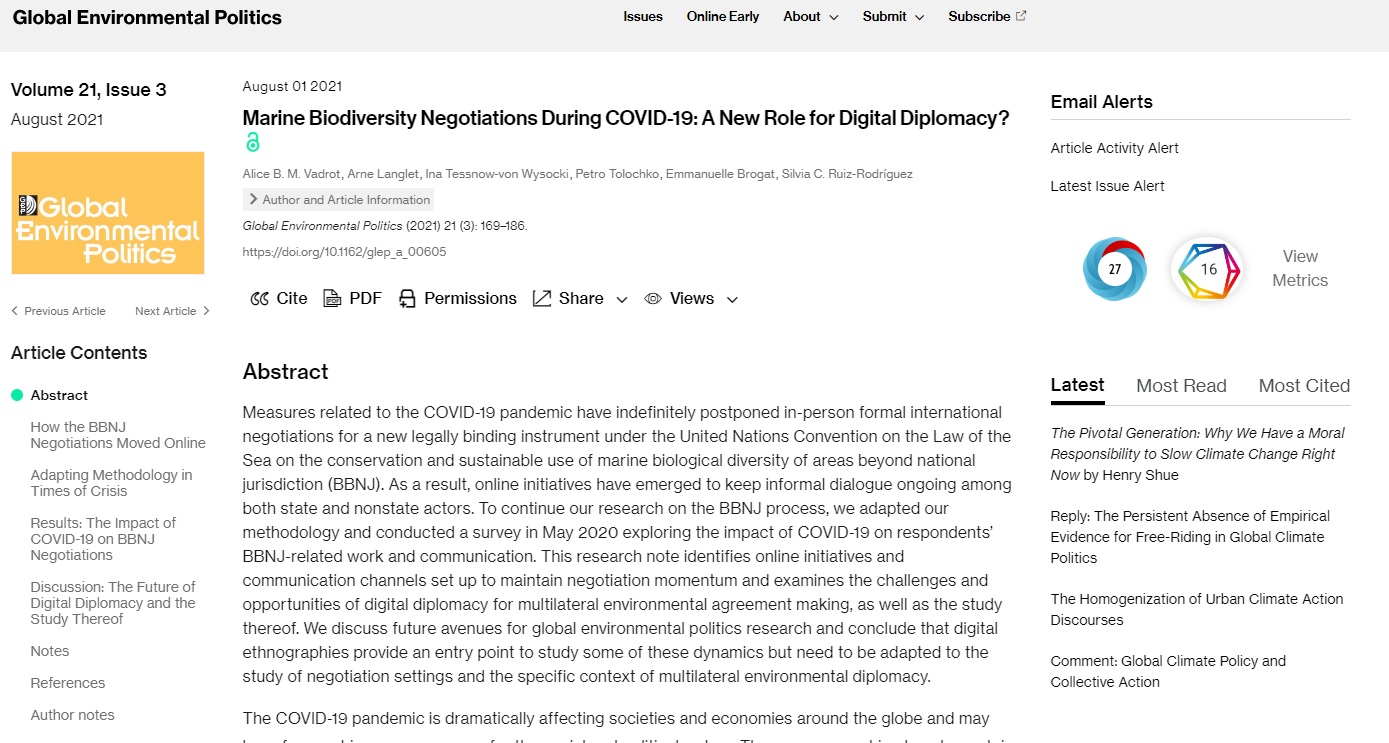 Global Environmental Politics
Issues Online Early About Submit Subscribe
Volume 21, Issue 3
August 2021
Global
Environmental
Politics
Previous Article Next Article
Article Contents
Abstract
How the BBNJ
Negotiations Moved Online
Adapting Methodology in
Times of Crisis
Results: The Impact of
COVID-19 on BBNJ
Negotiations
Discussion: The Future of
Digital Diplomacy and the
Study Thereof
Notes
References
Author notes
August 01 2021
Marine Biodiversity Negotiations During COVID-19: A New Role for Digital Diplomacy?
Alice B. M. Vadrot, Arne Langlet, Ina Tessnow-von Wysocki, Petro Tolochko, Emmanuelle Brogat, Silvia C. Ruiz-Rodríguez
Author and Article Information
Global Environmental Politics (2021) 21 (3): 169–186.
https://doi.org/10.1162/glep_a_00605
Cite PDF Permissions Share Views
Abstract
Measures related to the COVID-19 pandemic have indefinitely postponed in-person formal international
negotiations for a new legally binding instrument under the United Nations Convention on the Law of the
Sea on the conservation and sustainable use of marine biological diversity of areas beyond national
jurisdiction (BBNJ). As a result, online initiatives have emerged to keep informal dialogue ongoing among
both state and nonstate actors. To continue our research on the BBNJ process, we adapted our
methodology and conducted a survey in May 2020 exploring the impact of COVID-19 on respondents'
BBNJ-related work and communication. This research note identifies online initiatives and
communication channels set up to maintain negotiation momentum and examines the challenges and
opportunities of digital diplomacy for multilateral environmental agreement making, as well as the study
thereof. We discuss future avenues for global environmental politics research and conclude that digital
ethnographies provide an entry point to study some of these dynamics but need to be adapted to the
study of negotiation settings and the specific context of multilateral environmental diplomacy.
The COVID-19 pandemic is dramatically affecting societies and economies around the globe and may
Email Alerts
Article Activity Alert
Latest Issue Alert
27 16 View
Metrics
Latest Most Read Most Cited
The Pivotal Generation: Why We Have a Moral
Responsibility to Slow Climate Change Right
Now by Henry Shue
Reply: The Persistent Absence of Empirical
Evidence for Free-Riding in Global Climate
Politics
The Homogenization of Urban Climate Action
Discourses
Comment: Global Climate Policy and
Collective Action